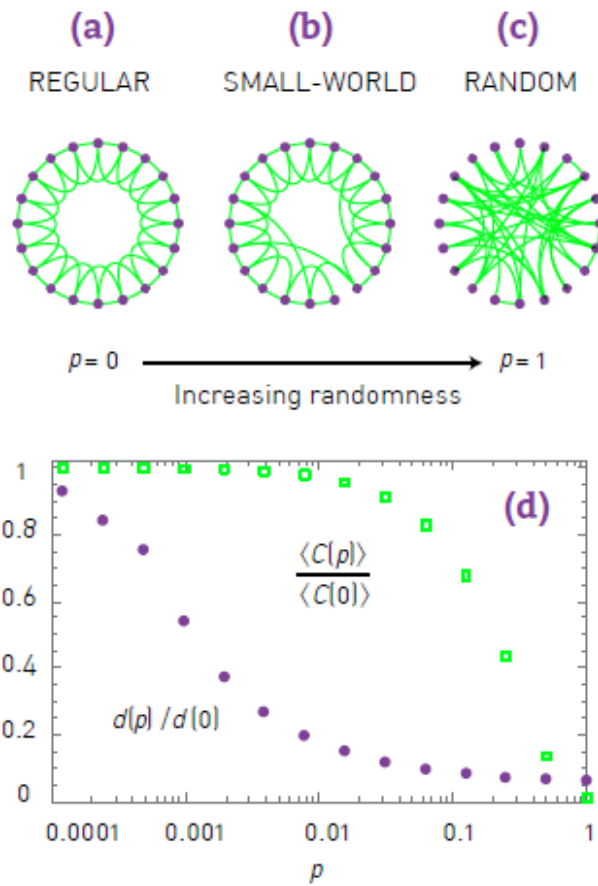 (a) (b) (c)
REGULAR SMALL-WORLD RANDOM
p = 0 p = 1
Increasing randomness
1
(d)
0.8
⟨C(p)⟩
⟨C(0)⟩
0.6
0.4
d(p) / d(0)
0.2
0
0.0001 0.001 0.01 0.1 1
p